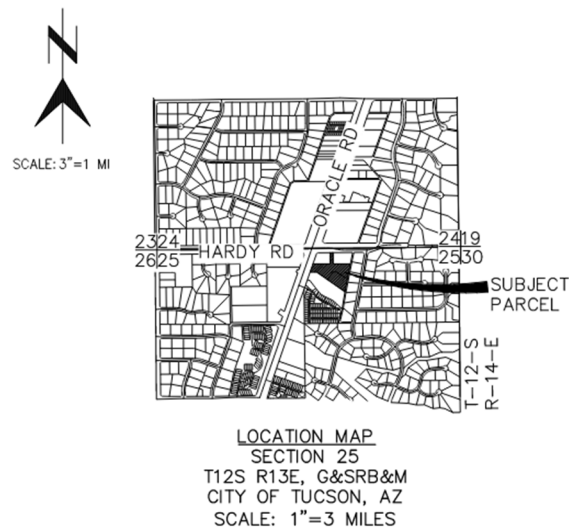 N
SCALE: 3"=1 MI
ORACLE RD
2324
2625
HARDY RD
2419
2530
SUBJECT
PARCEL
T-12-S
R-14-E
LOCATION MAP
SECTION 25
T12S R13E, G&SRB&M
CITY OF TUCSON, AZ
SCALE: 1"=3 MILES